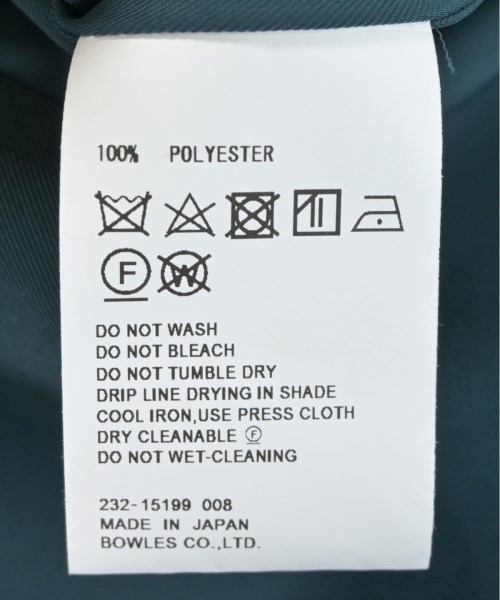 100% POLYESTER
F W
DO NOT WASH
DO NOT BLEACH
DO NOT TUMBLE DRY
DRIP LINE DRYING IN SHADE
COOL IRON,USE PRESS CLOTH
DRY CLEANABLE Ⓕ
DO NOT WET-CLEANING
232-15199 008
MADE IN JAPAN
BOWLES CO.,LTD.